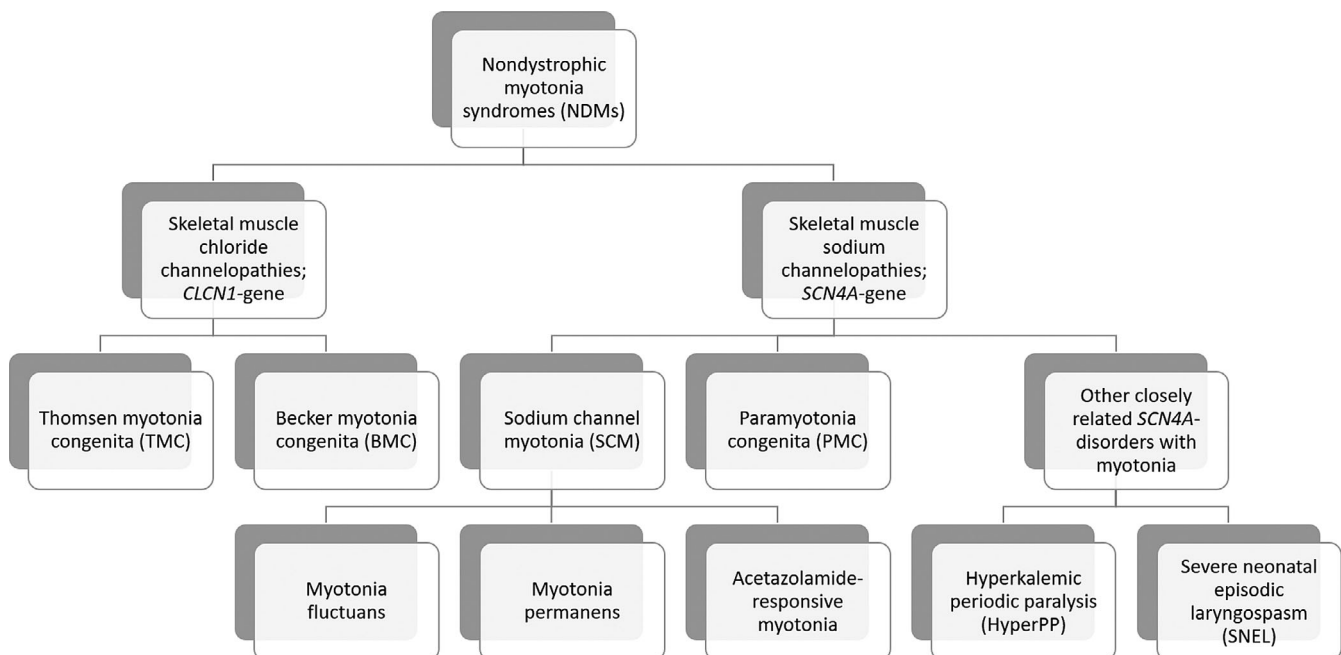 Nondystrophic
myotonia
syndromes (NDMs)
Skeletal muscle
chloride
channelopathies;
CLCN1-gene
Skeletal muscle
sodium
channelopathies;
SCN4A-gene
Thomsen myotonia
congenita (TMC)
Becker myotonia
congenita (BMC)
Sodium channel
myotonia (SCM)
Paramyotonia
congenita (PMC)
Other closely
related SCN4A-
disorders with
myotonia
Myotonia
fluctuans
Myotonia
permanens
Acetazolamide-
responsive
myotonia
Hyperkalemic
periodic paralysis
(HyperPP)
Severe neonatal
episodic
laryngospasm
(SNEL)